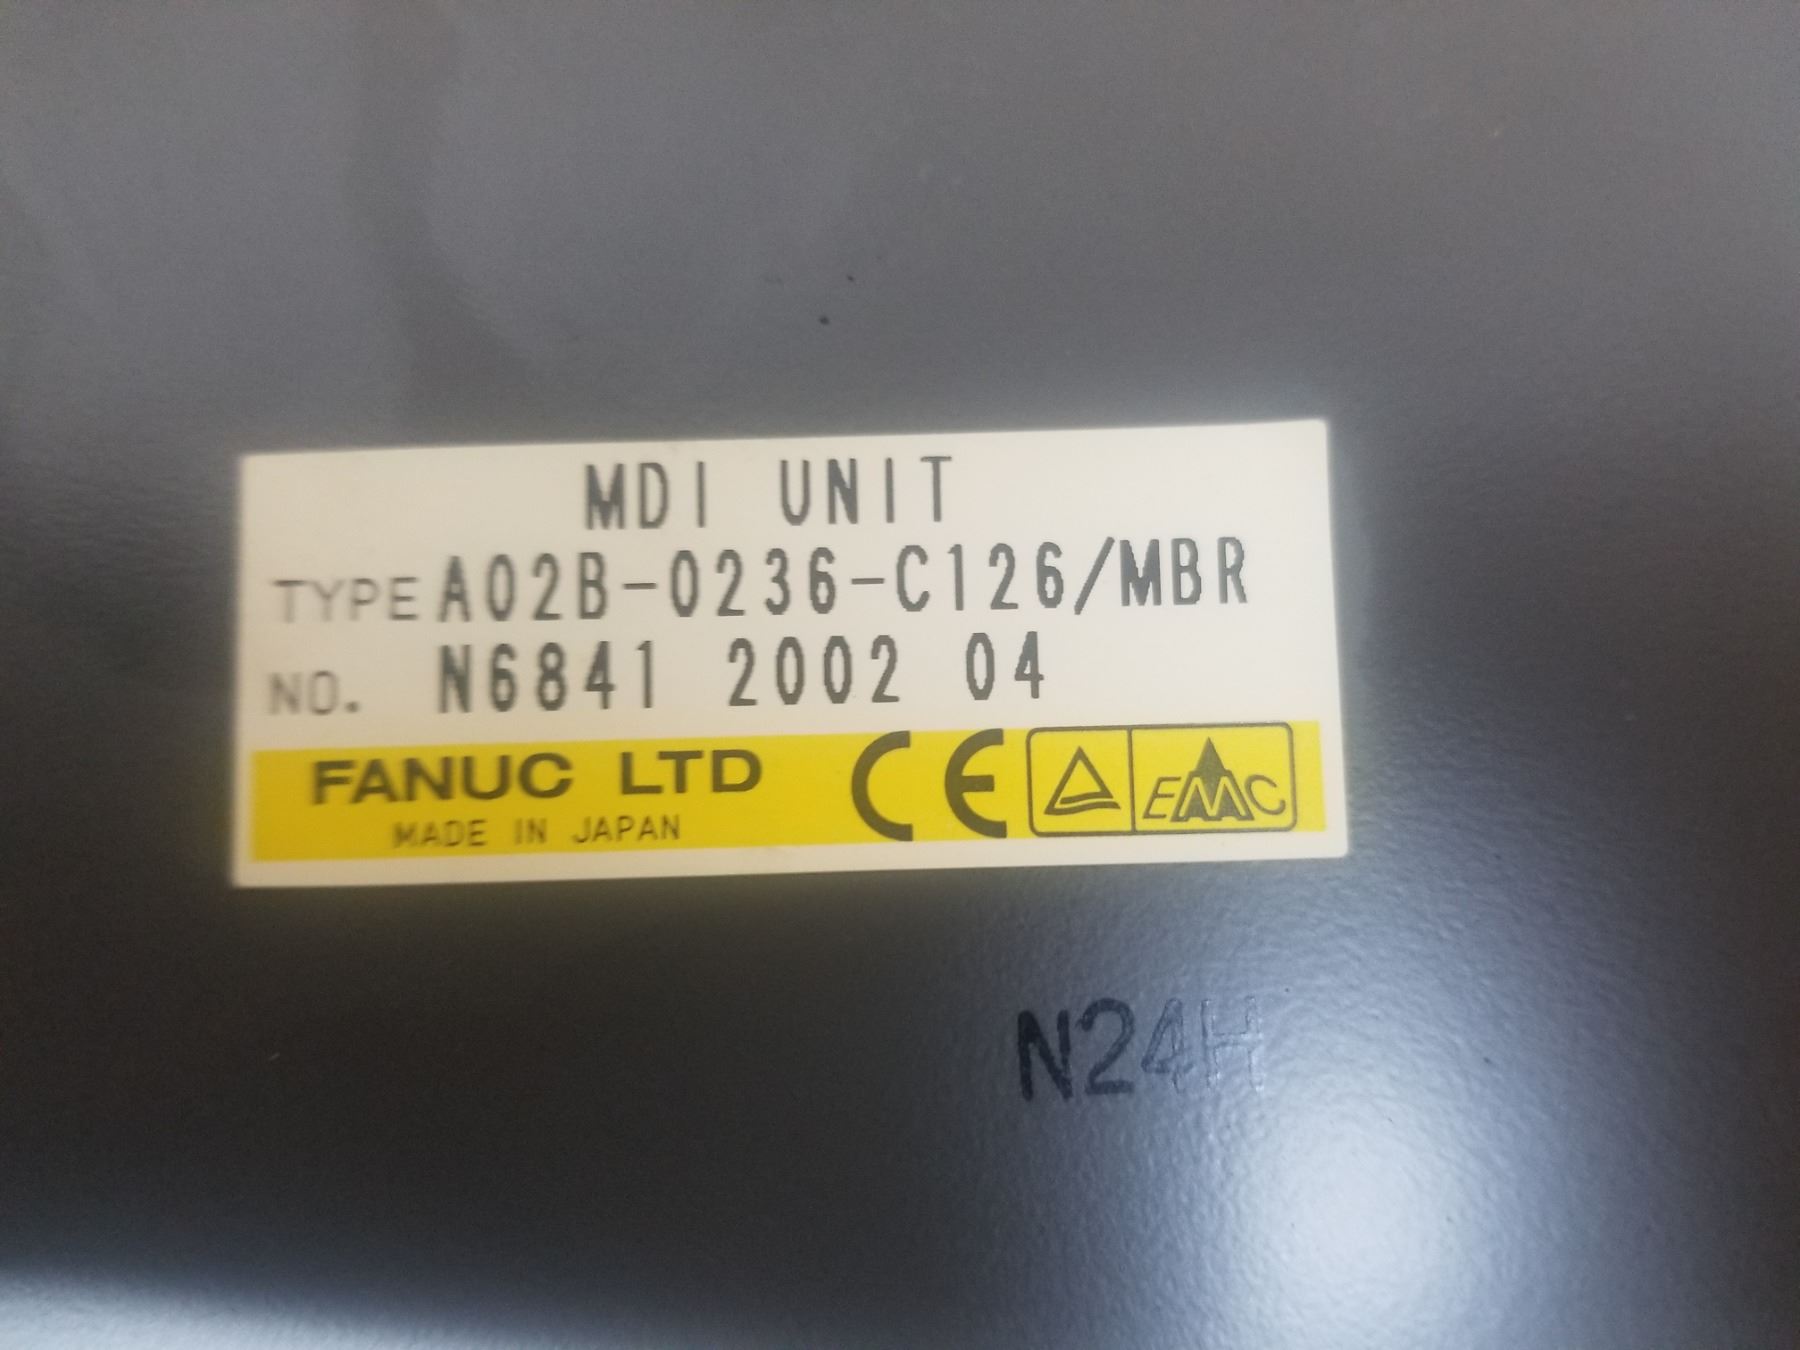 MDI UNIT
TYPE A02B-0236-C126/MBR
NO. N6841 2002 04
FANUC LTD CE EMC
MADE IN JAPAN
N24H